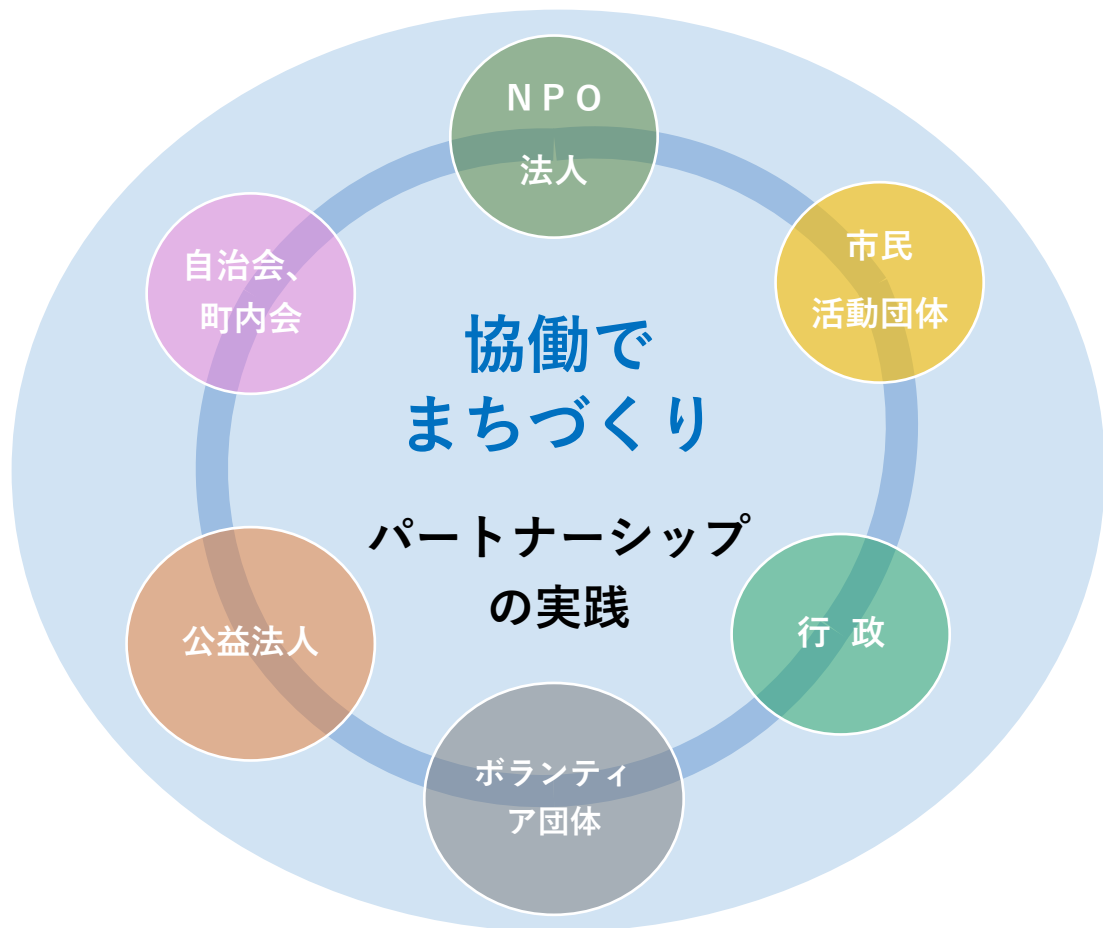 ＮＰＯ
法人
市民
活動団体
自治会、
町内会
協働で
まちづくり
パートナーシップ
の実践
行 政
公益法人
ボランティ
ア団体